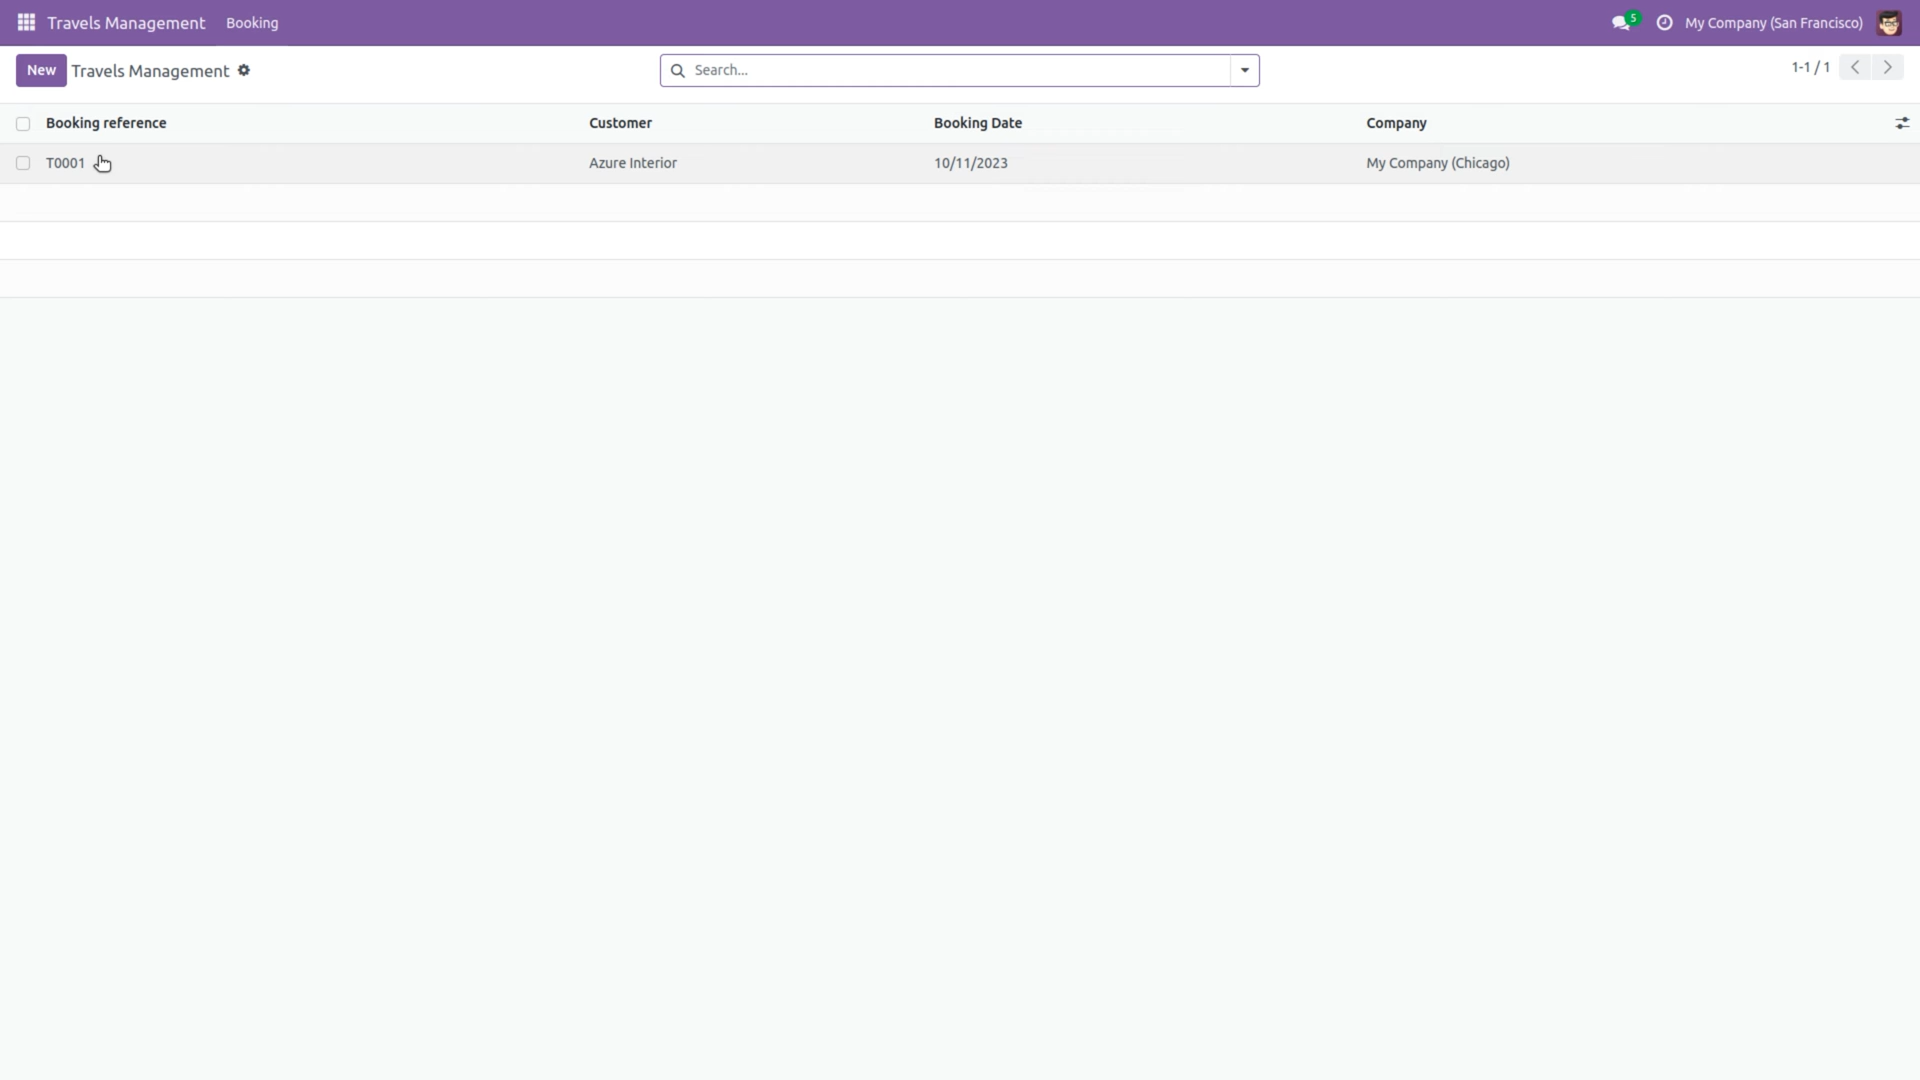 Travels Management Booking 5 My Company (San Francisco)
New Travels Management Search... 1-1 / 1
Booking reference Customer Booking Date Company
T0001 Azure Interior 10/11/2023 My Company (Chicago)